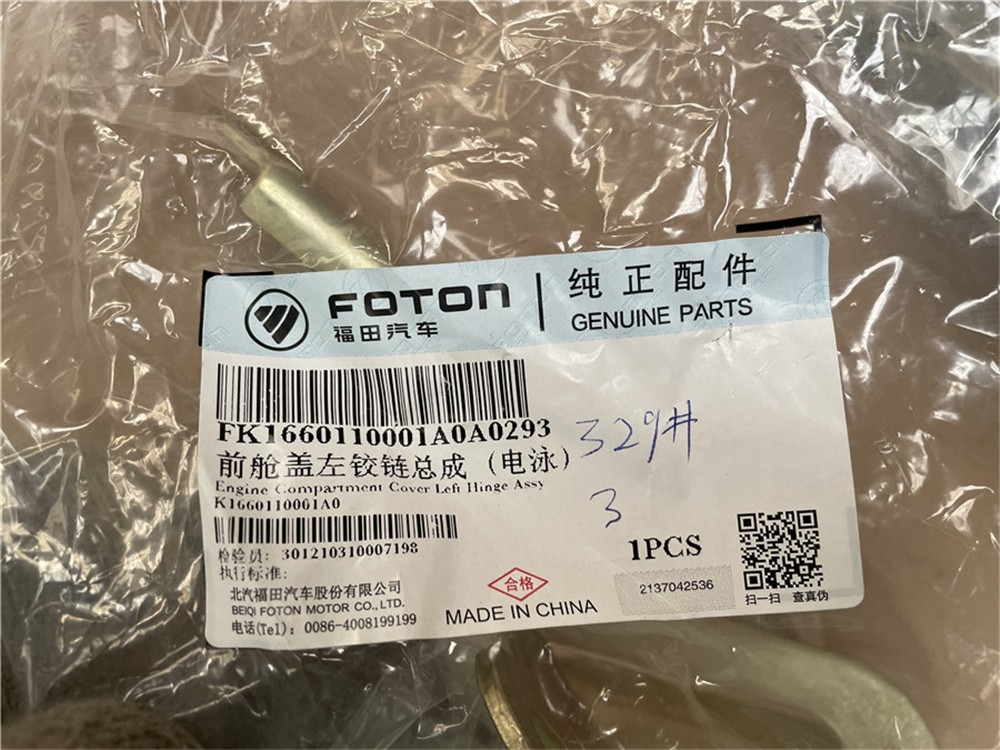 FOTON
福田汽车
纯正配件
GENUINE PARTS
FK1660110001A0A0293
前舱盖左铰链总成（电泳）
Engine Compartment Cover Left Hinge Assy
K1660110001A0
329#
3
1PCS
检验员: 301210310007198
执行标准:
北汽福田汽车股份有限公司
BEIQI FOTON MOTOR CO.,LTD.
电话(Tel): 0086-4008199199
合格
MADE IN CHINA
2137042536
扫一扫 查真伪